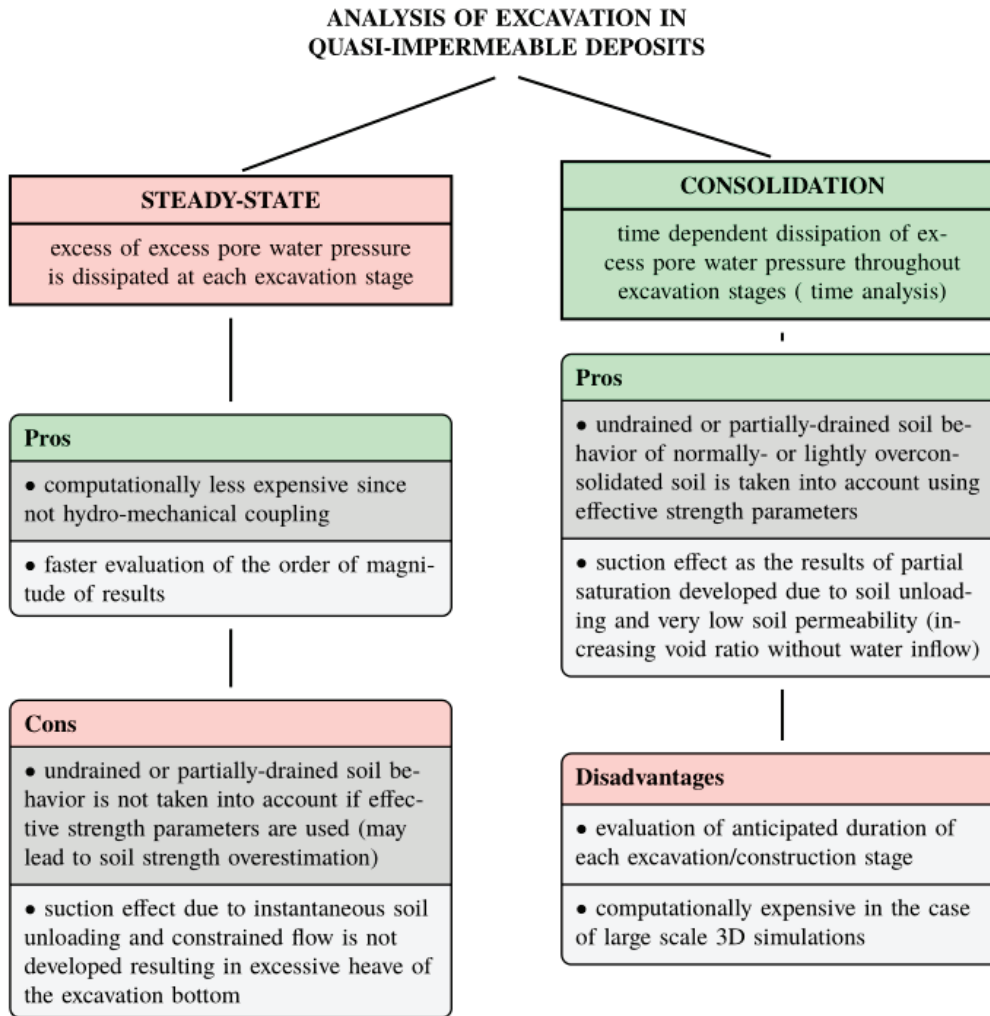 ANALYSIS OF EXCAVATION IN
QUASI-IMPERMEABLE DEPOSITS
STEADY-STATE
excess of excess pore water pressure
is dissipated at each excavation stage
Pros
• computationally less expensive since
not hydro-mechanical coupling
• faster evaluation of the order of magni-
tude of results
Cons
• undrained or partially-drained soil be-
havior is not taken into account if effec-
tive strength parameters are used (may
lead to soil strength overestimation)
• suction effect due to instantaneous soil
unloading and constrained flow is not
developed resulting in excessive heave of
the excavation bottom
CONSOLIDATION
time dependent dissipation of ex-
cess pore water pressure throughout
excavation stages ( time analysis)
Pros
• undrained or partially-drained soil be-
havior of normally- or lightly overcon-
solidated soil is taken into account using
effective strength parameters
• suction effect as the results of partial
saturation developed due to soil unload-
ing and very low soil permeability (in-
creasing void ratio without water inflow)
Disadvantages
• evaluation of anticipated duration of
each excavation/construction stage
• computationally expensive in the case
of large scale 3D simulations